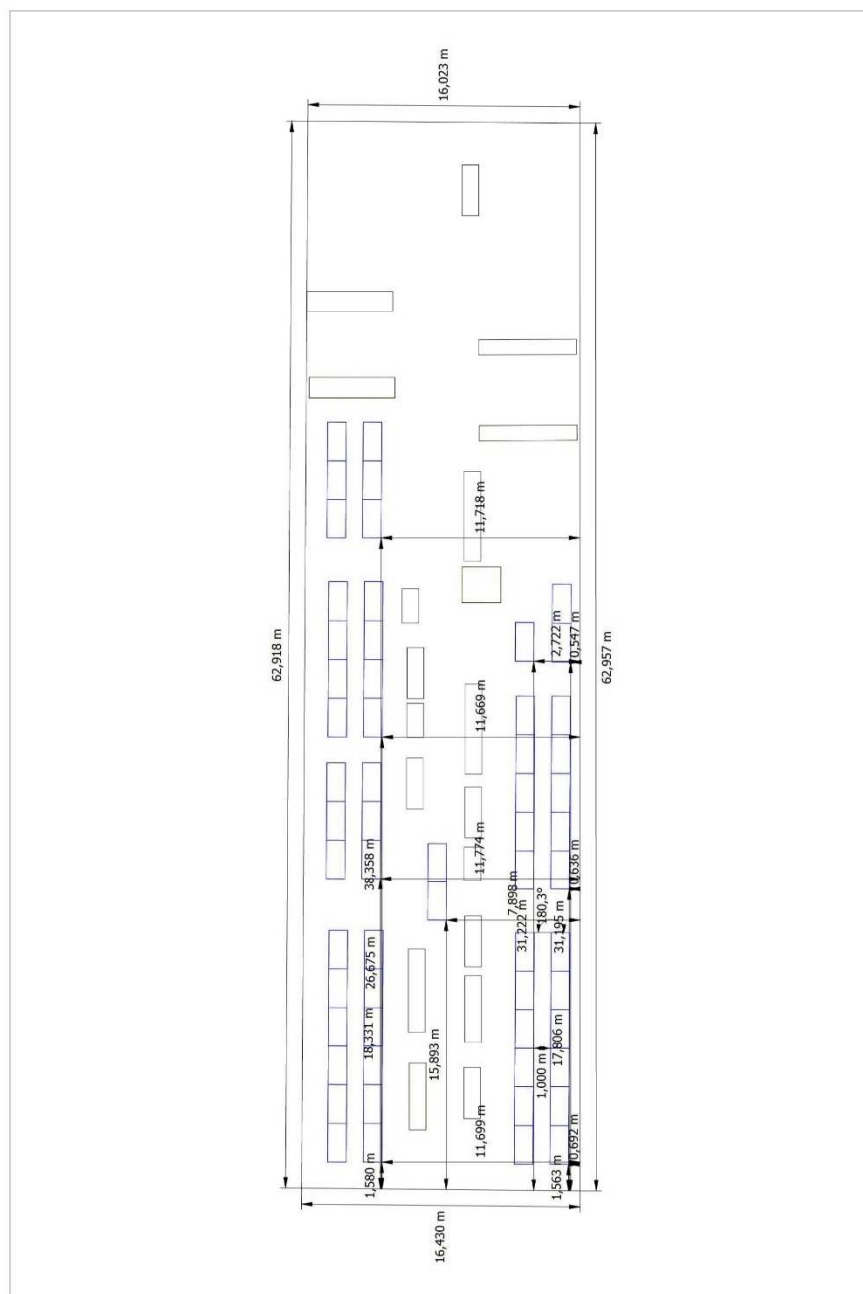 16,023 m
11,718 m
2,722 m
0,547 m
62,918 m
62,957 m
11,669 m
11,774 m
38,358 m
0,636 m
7,898 m
180,3°
31,222 m
31,195 m
26,675 m
18,331 m
15,893 m
17,806 m
1,000 m
11,699 m
0,692 m
1,580 m
1,563 m
16,430 m